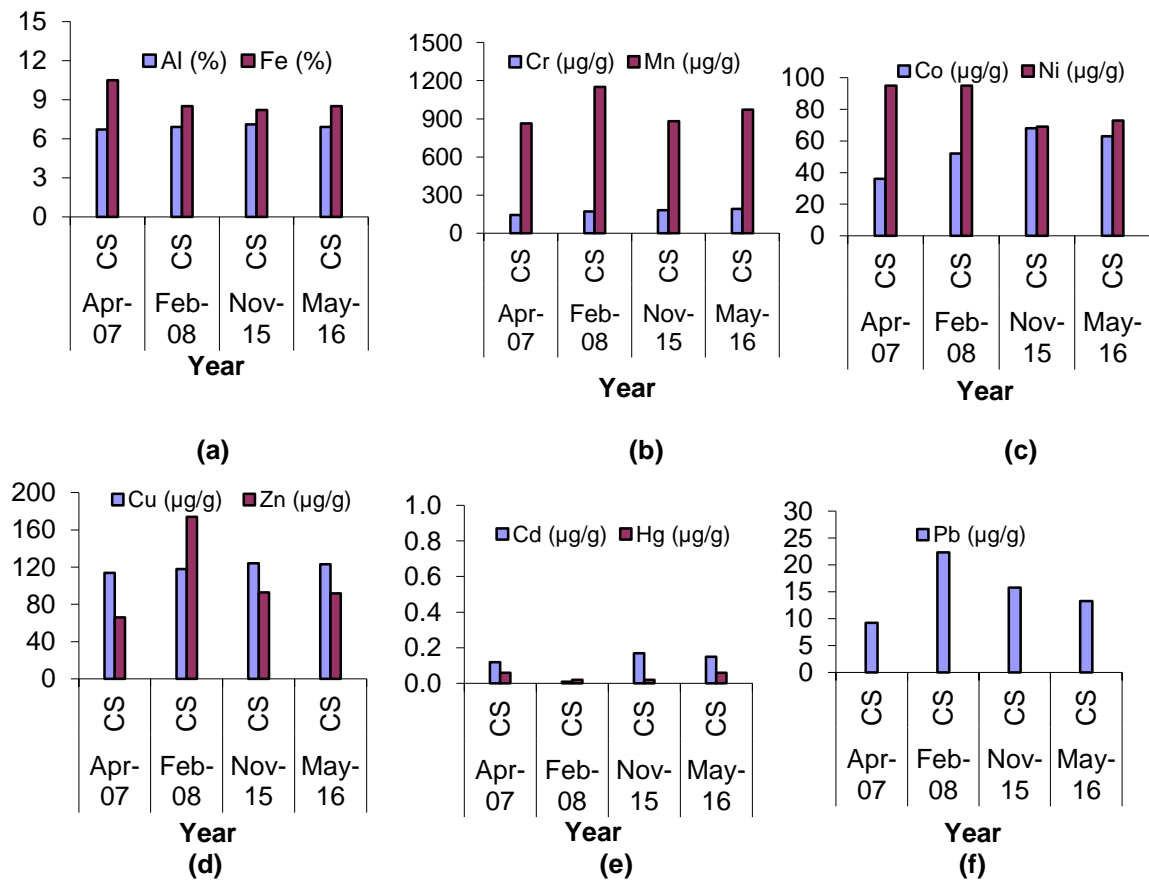 15
12
9
6
3
0
Al (%) Fe (%)
CS CS CS CS
Apr- Feb- Nov- May-
07 08 15 16
Year
(a)
1500
1200
900
600
300
0
Cr (µg/g) Mn (µg/g)
CS CS CS CS
Apr- Feb- Nov- May-
07 08 15 16
Year
(b)
100
80
60
40
20
0
Co (µg/g) Ni (µg/g)
CS CS CS CS
Apr- Feb- Nov- May-
07 08 15 16
Year
(c)
200
160
120
80
40
0
Cu (µg/g) Zn (µg/g)
CS CS CS CS
Apr- Feb- Nov- May-
07 08 15 16
Year
(d)
1.0
0.8
0.6
0.4
0.2
0.0
Cd (µg/g) Hg (µg/g)
CS CS CS CS
Apr- Feb- Nov- May-
07 08 15 16
Year
(e)
30
25
20
15
10
5
0
Pb (µg/g)
CS CS CS CS
Apr- Feb- Nov- May-
07 08 15 16
Year
(f)